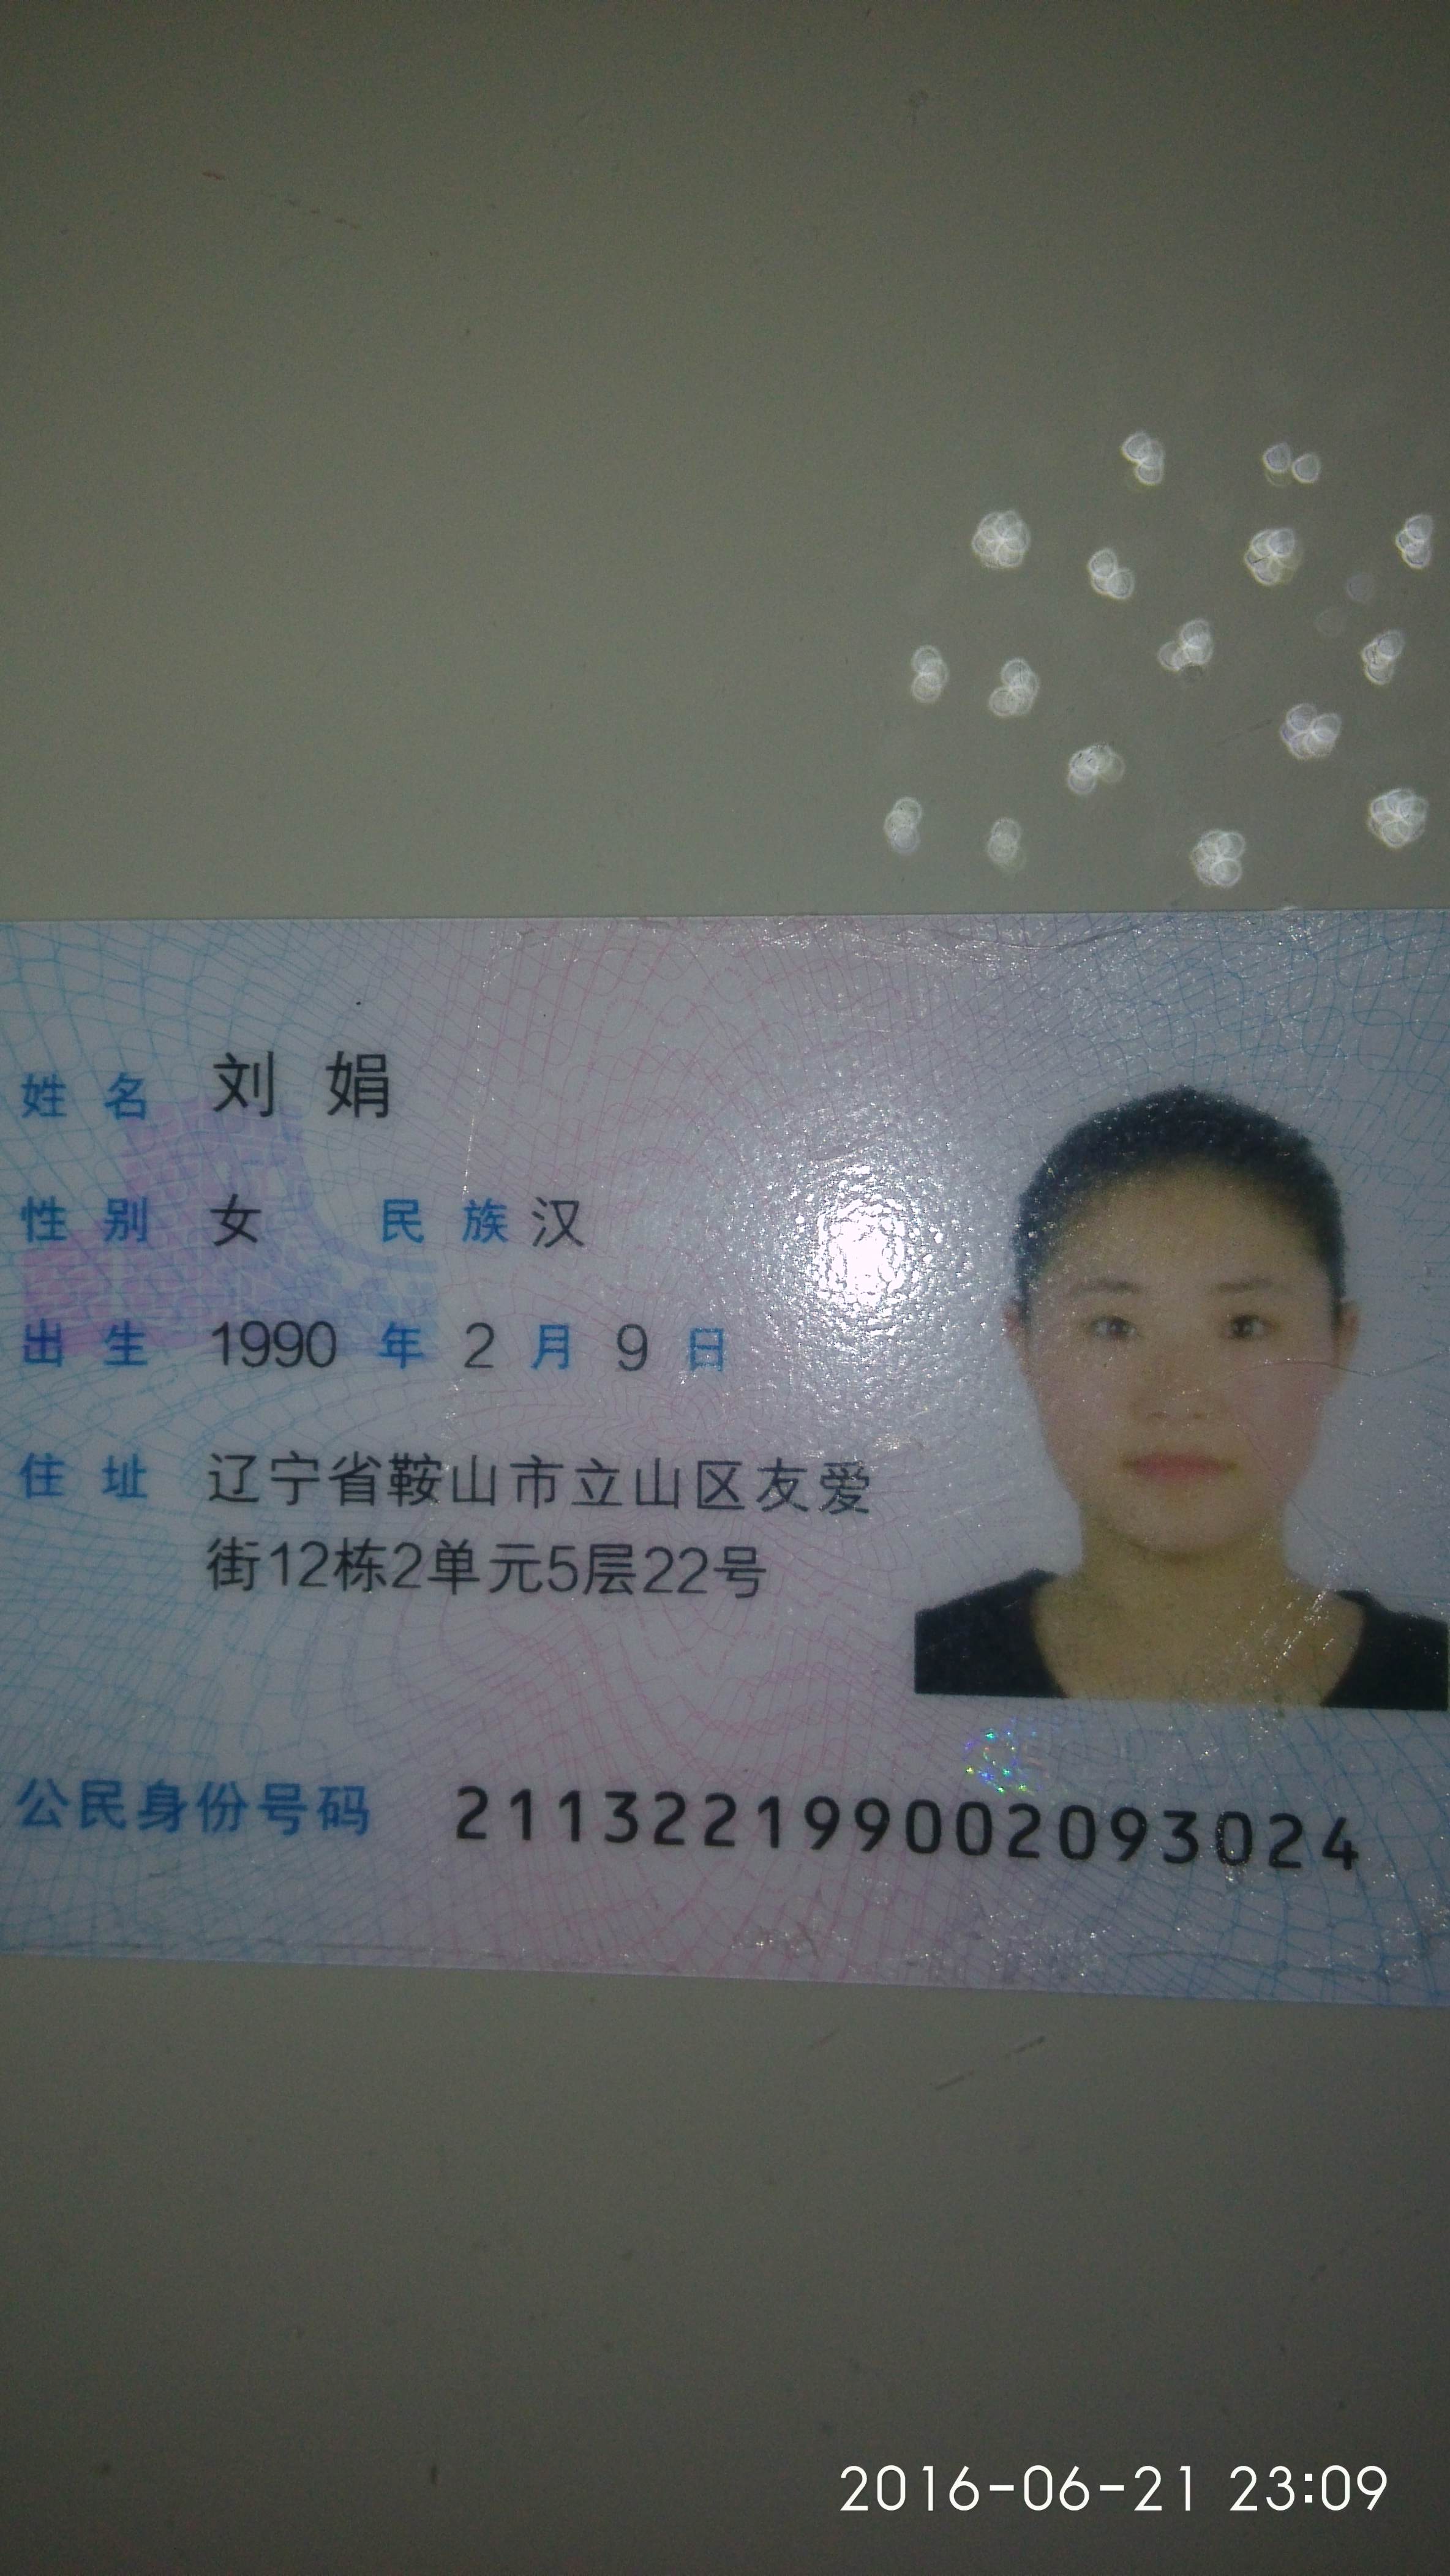 姓名 刘娟
性别 女 民族 汉
出生 1990 年 2 月 9 日
住址 辽宁省鞍山市立山区友爱
街12栋2单元5层22号
公民身份号码 211322199002093024
2016-06-21 23:09